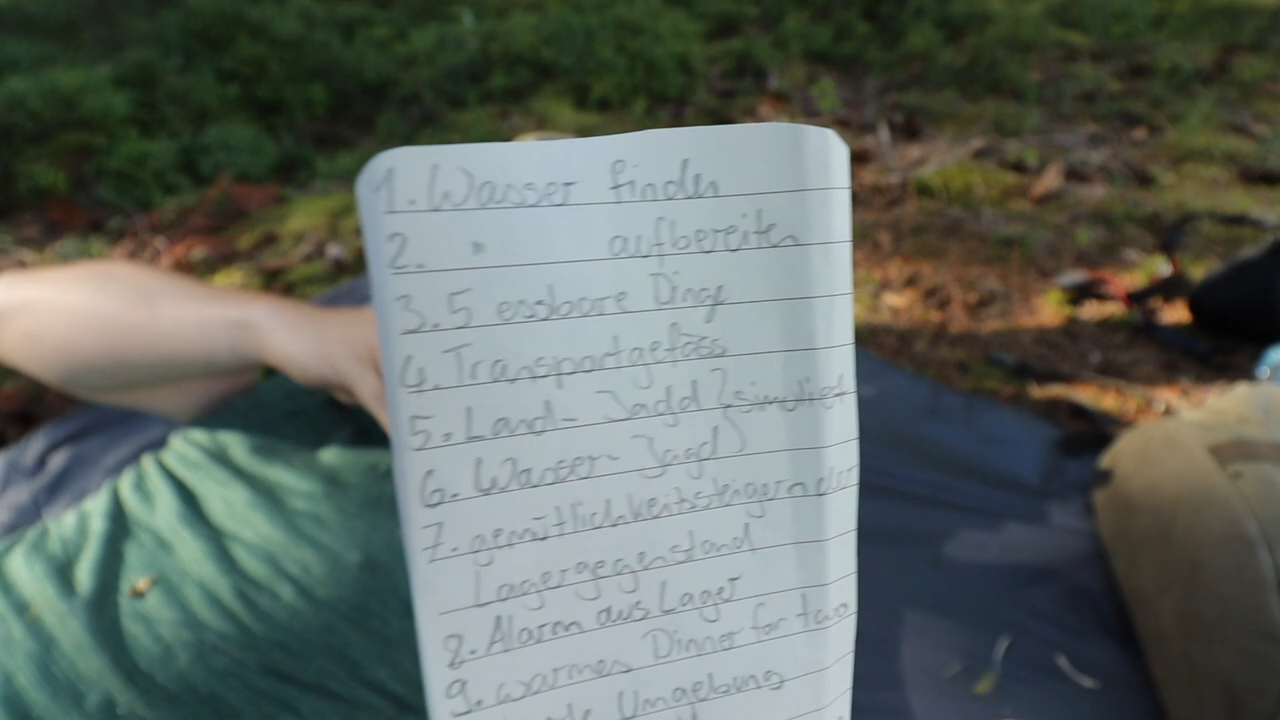 1. Wasser finden
2. " aufbereiten
3. 5 essbare Dinge
4. Transportgefäss
5. Land- Jagd } simuliert
6. Wasser- Jagd }
7. gemütlichkeitssteigernder
Lagergegenstand
8. Alarm aus Lager
9. warmes Dinner for two
Umgebung